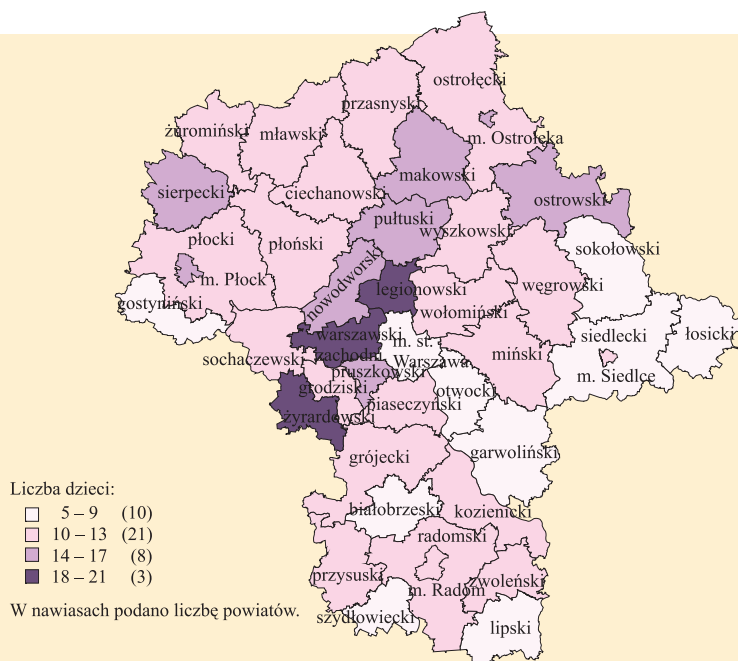 ostrołęcki
przasnyski
żuromiński
mławski
m. Ostrołęka
makowski
sierpecki
ciechanowski
ostrowski
pułtuski
wyszkowski
płocki
płoński
sokołowski
nowodworski
m. Płock
legionowski
węgrowski
gostyniński
wołomiński
warszawski
zachodni
m. st.
Warszawa
siedlecki
łosicki
sochaczewski
miński
m. Siedlce
pruszkowski
grodziski
otwocki
piaseczyński
żyrardowski
grójecki
garwoliński
białobrzeski
kozienicki
radomski
przysuski
m. Radom
zwoleński
szydłowiecki
lipski
Liczba dzieci:
5 – 9 (10)
10 – 13 (21)
14 – 17 (8)
18 – 21 (3)
W nawiasach podano liczbę powiatów.